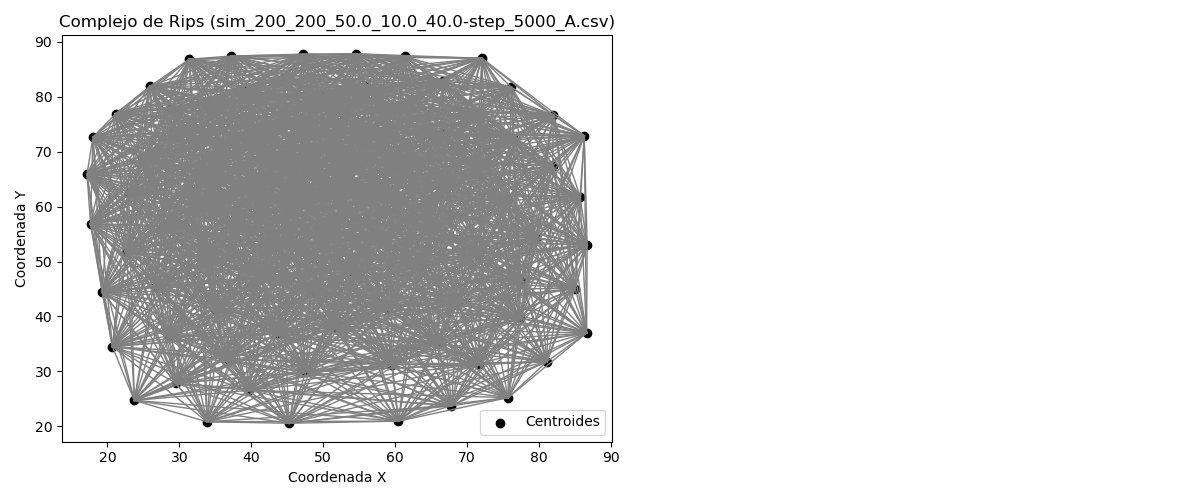 Complejo de Rips (sim_200_200_50.0_10.0_40.0-step_5000_A.csv)
90
80
70
60
50
40
30
20
Coordenada Y
Centroides
20 30 40 50 60 70 80 90
Coordenada X